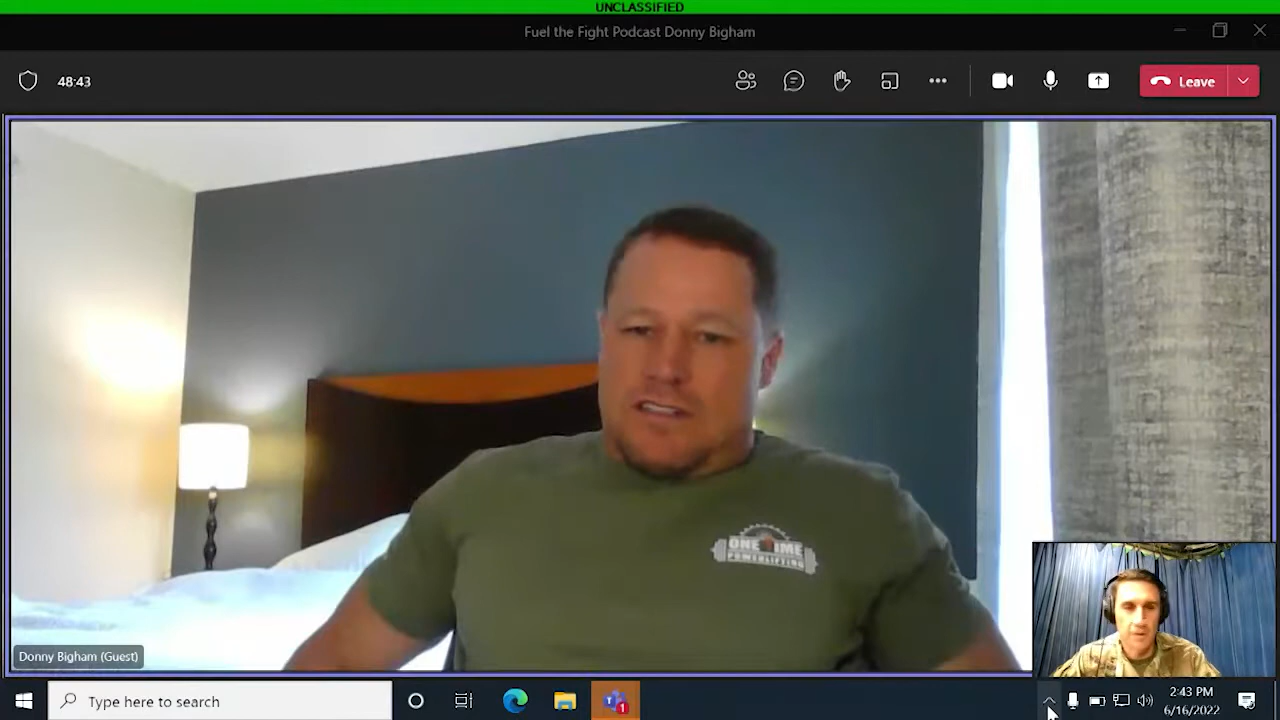 UNCLASSIFIED
Fuel the Fight Podcast Donny Bigham
48:43
Leave
ONE TIME
POWERLIFTING
Donny Bigham (Guest)
Type here to search
1
2:43 PM
6/16/2022